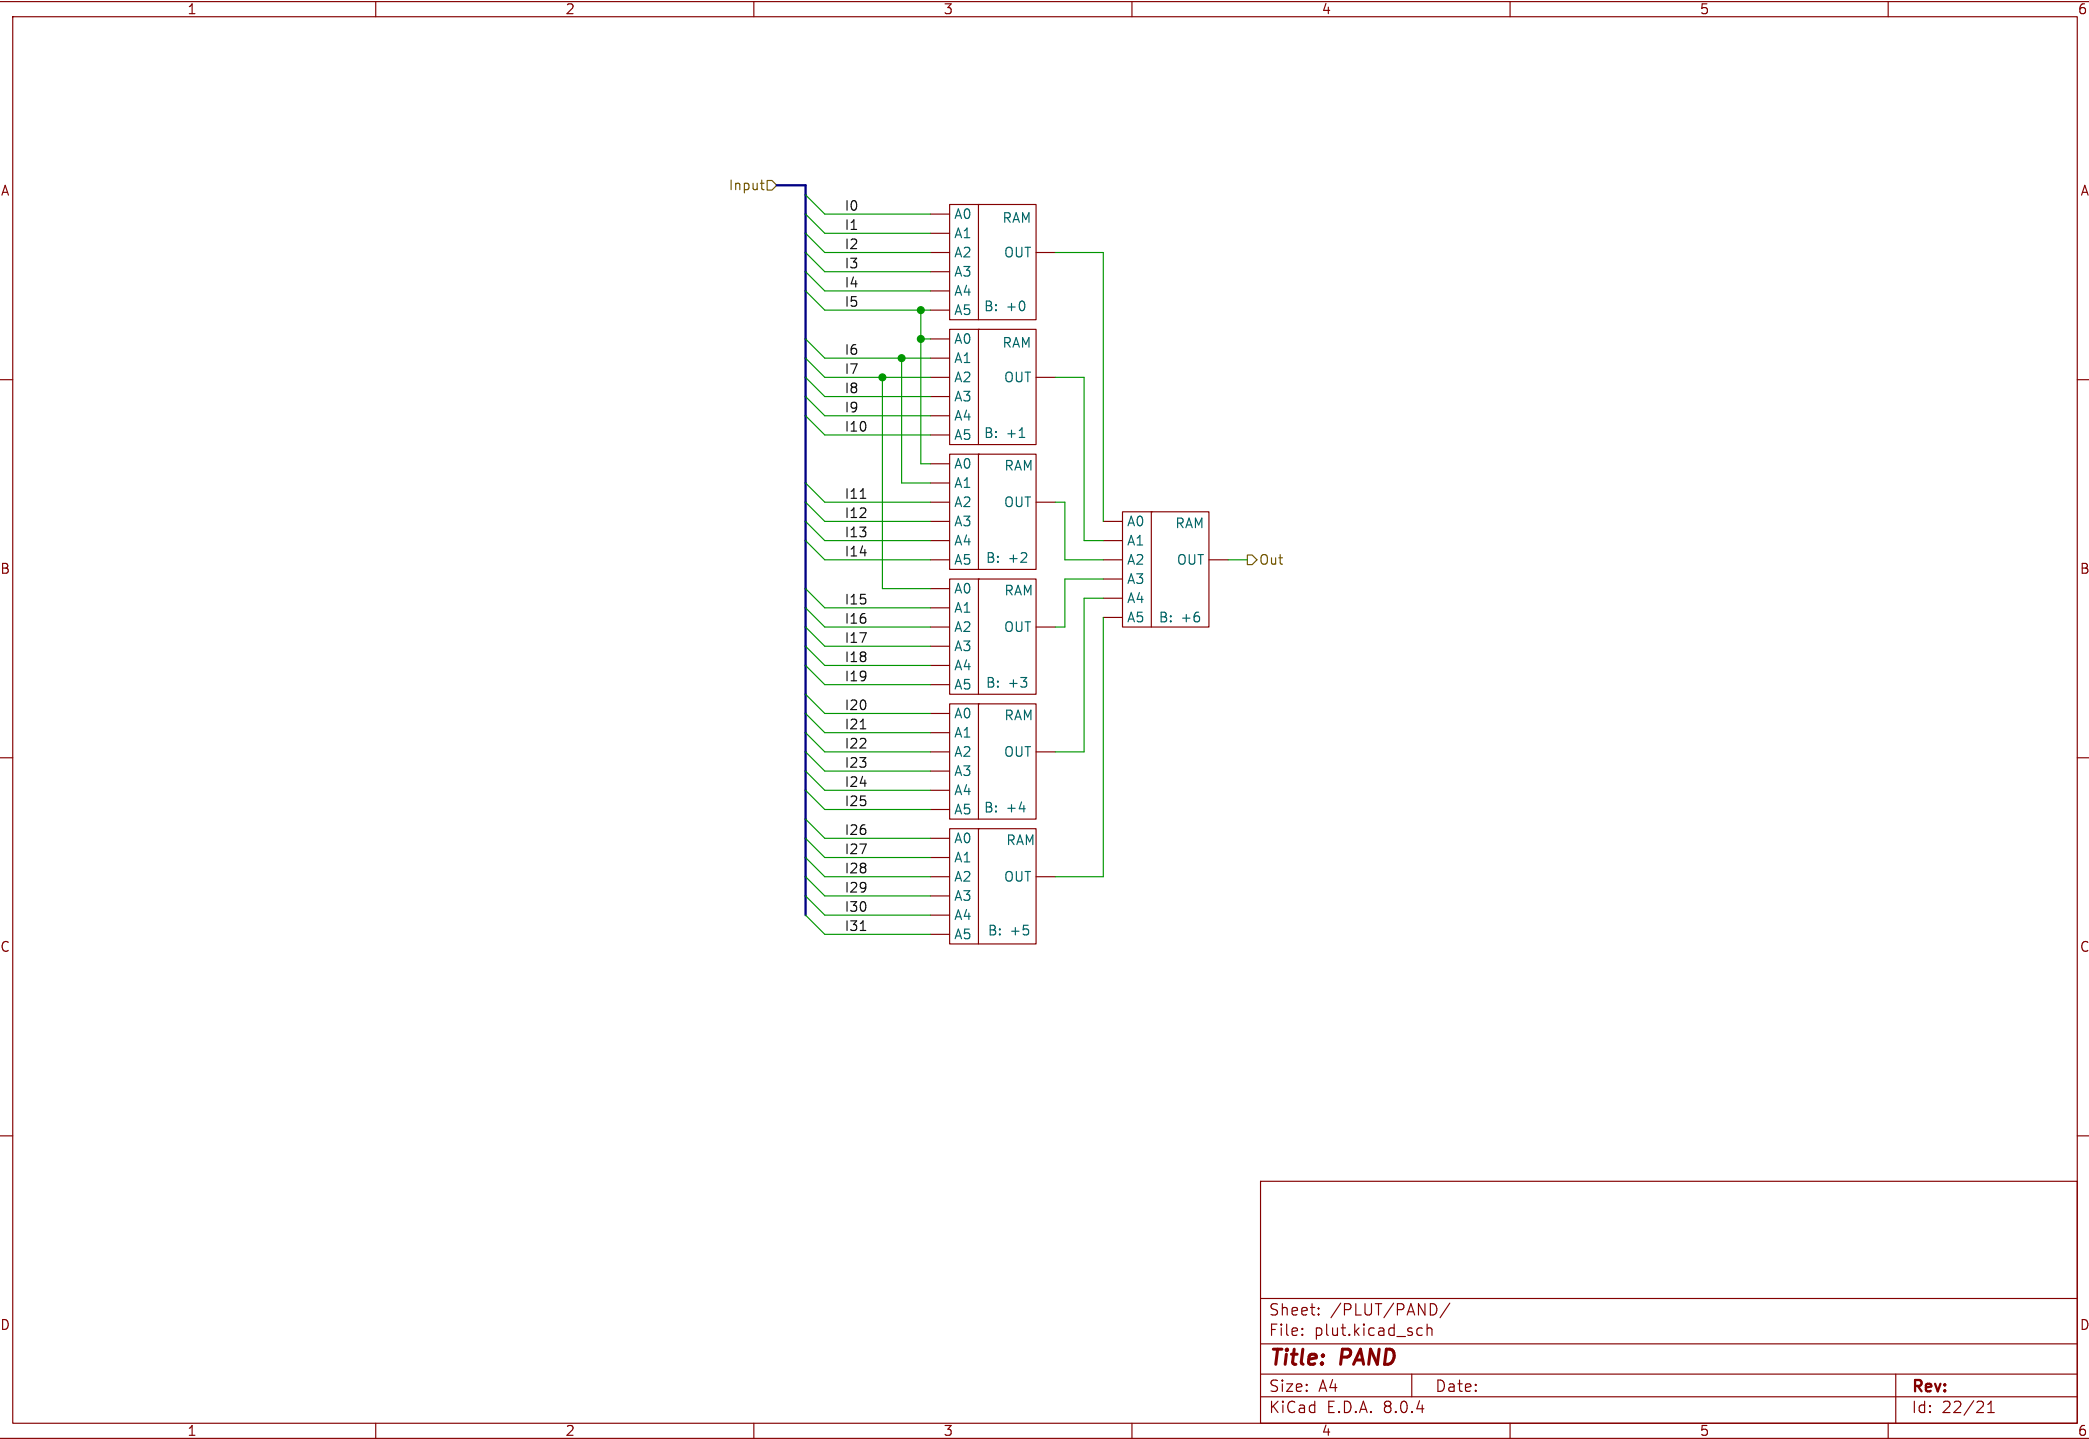 1 2 3 4 5 6
A A
Input
I0 A0 RAM
I1 A1
I2 A2 OUT
I3 A3
I4 A4
I5 A5 B: +0
A0 RAM
I6 A1
I7 A2 OUT
I8 A3
I9 A4
I10 A5 B: +1
A0 RAM
A1
I11 A2 OUT
I12 A3
I13 A4
I14 A5 B: +2
A0 RAM
A1
A2 OUT Out
A3
A4
A5 B: +6
B B
A0 RAM
I15 A1
I16 A2 OUT
I17 A3
I18 A4
I19 A5 B: +3
I20 A0 RAM
I21 A1
I22 A2 OUT
I23 A3
I24 A4
I25 A5 B: +4
I26 A0 RAM
I27 A1
I28 A2 OUT
I29 A3
I30 A4
I31 A5 B: +5
C C
D D
Sheet: /PLUT/PAND/
File: plut.kicad_sch
Title: PAND
Size: A4 Date: Rev:
KiCad E.D.A. 8.0.4 Id: 22/21
1 2 3 4 5 6